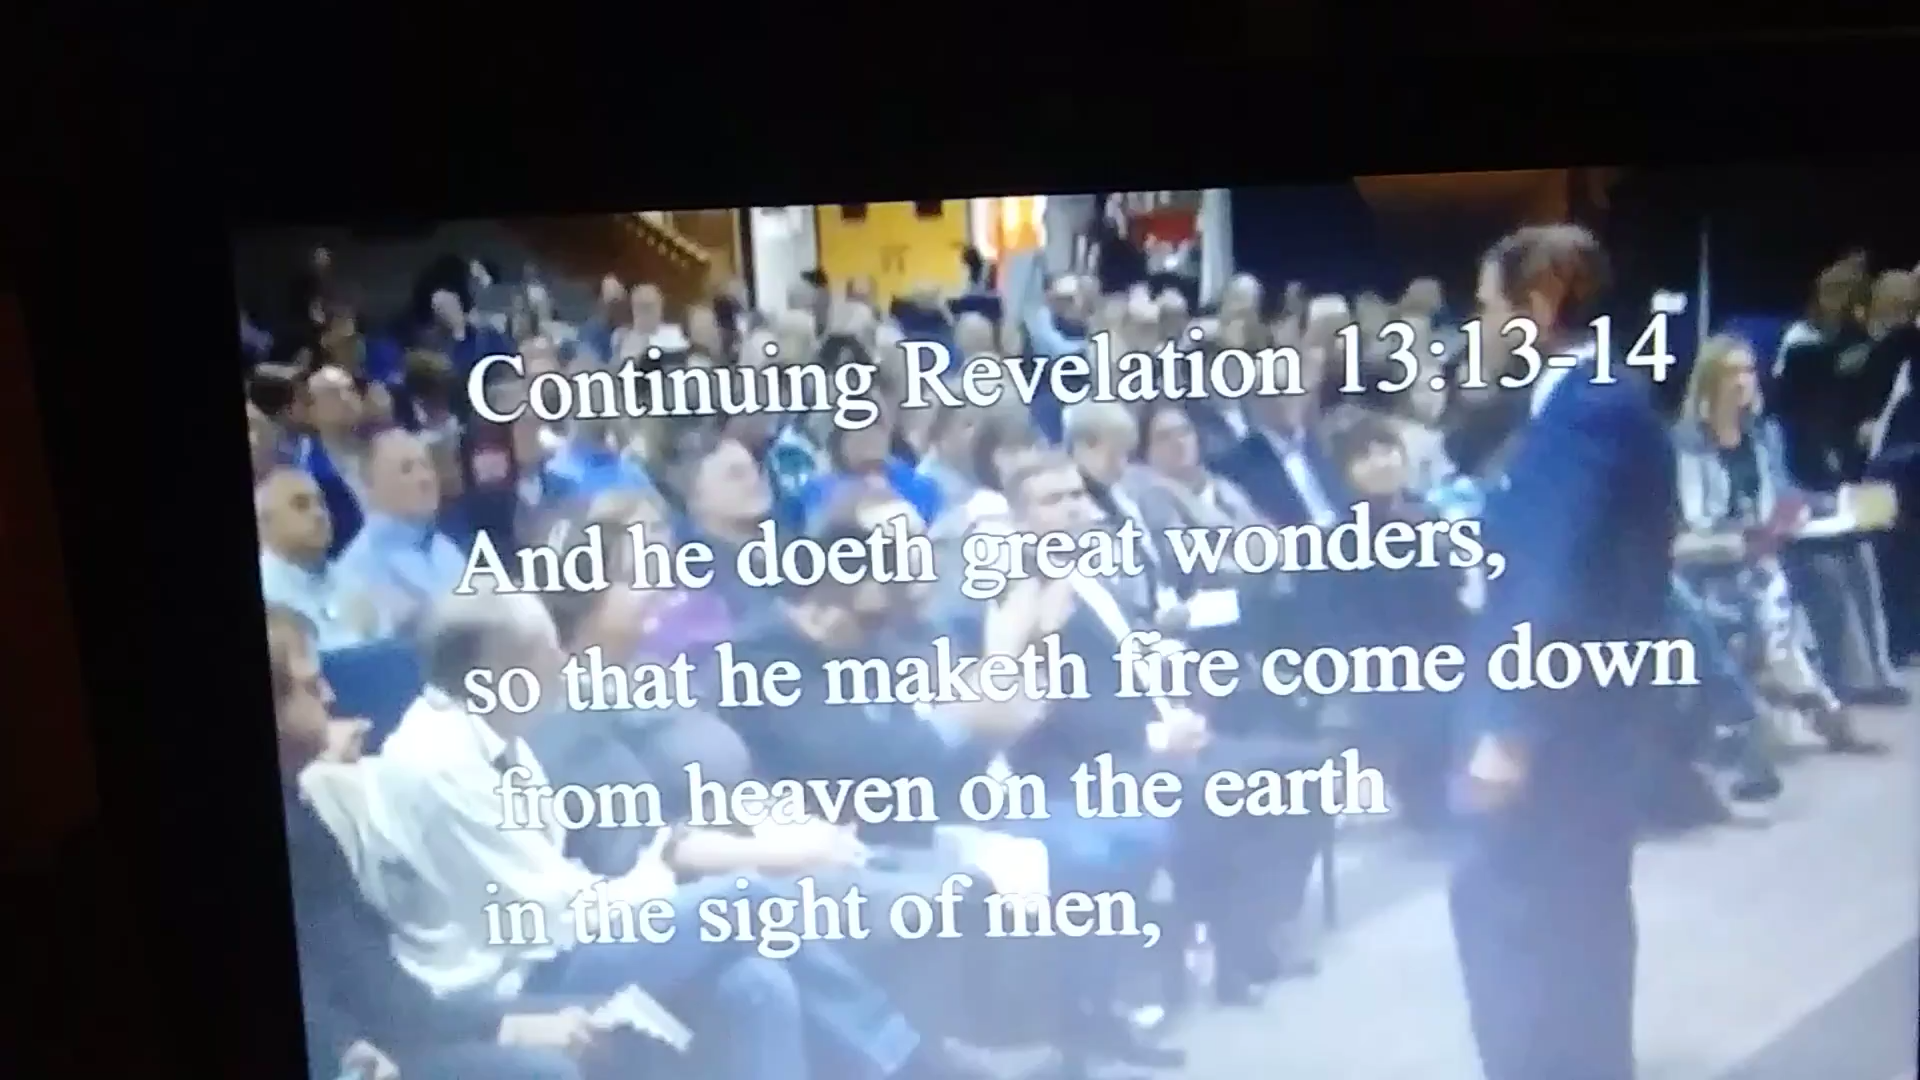 Continuing Revelation 13:13-14
And he doeth great wonders,
so that he maketh fire come down
from heaven on the earth
in the sight of men,